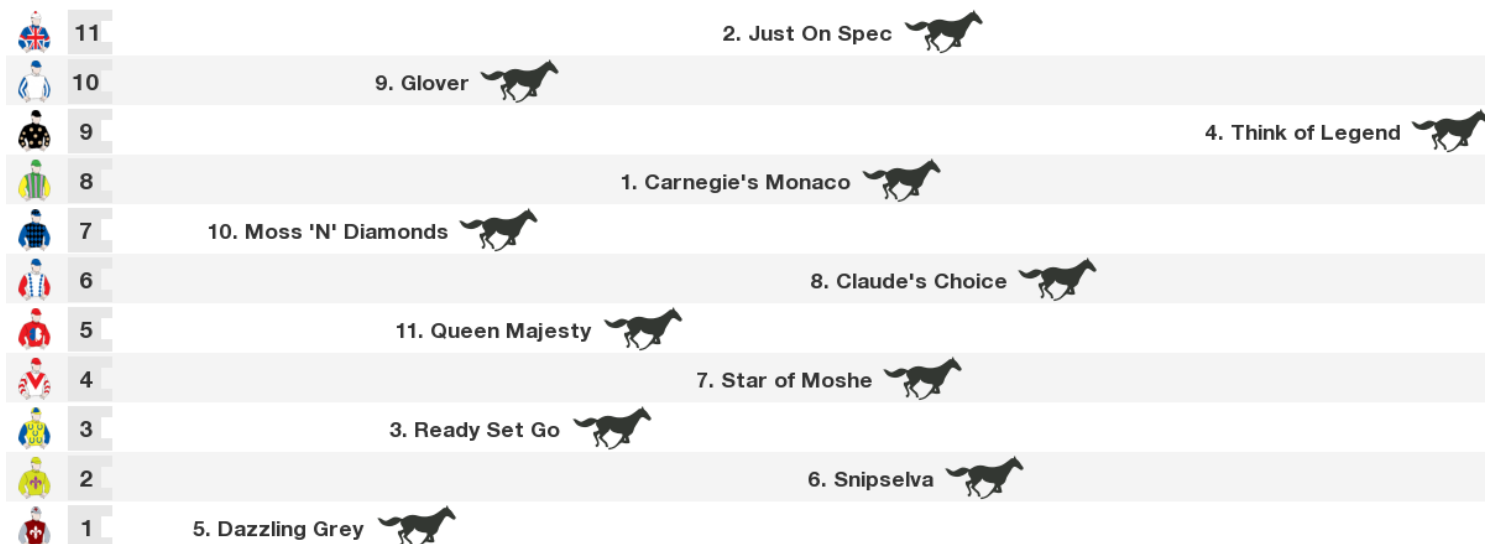 11 2. Just On Spec
10 9. Glover
9 4. Think of Legend
8 1. Carnegie's Monaco
7 10. Moss 'N' Diamonds
6 8. Claude's Choice
5 11. Queen Majesty
4 7. Star of Moshe
3 3. Ready Set Go
2 6. Snipselva
1 5. Dazzling Grey